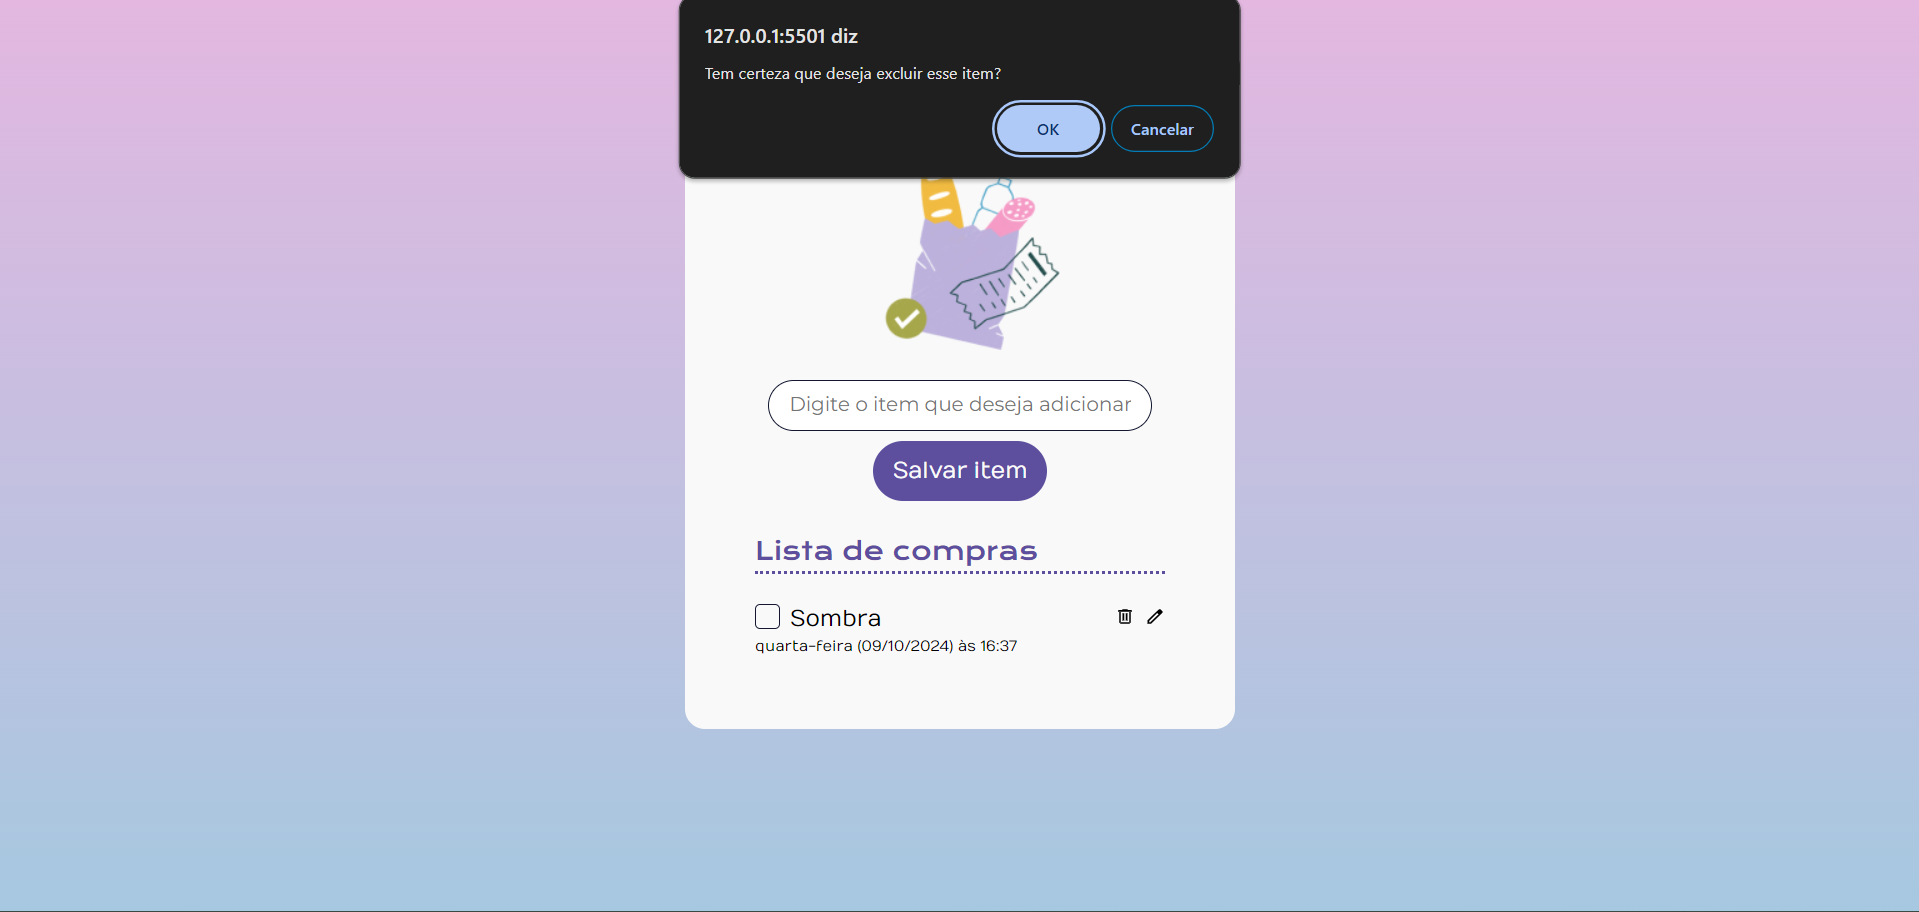 127.0.0.1:5501 diz
Tem certeza que deseja excluir esse item?
OK
Cancelar
Digite o item que deseja adicionar
Salvar item
Lista de compras
Sombra
quarta-feira (09/10/2024) às 16:37